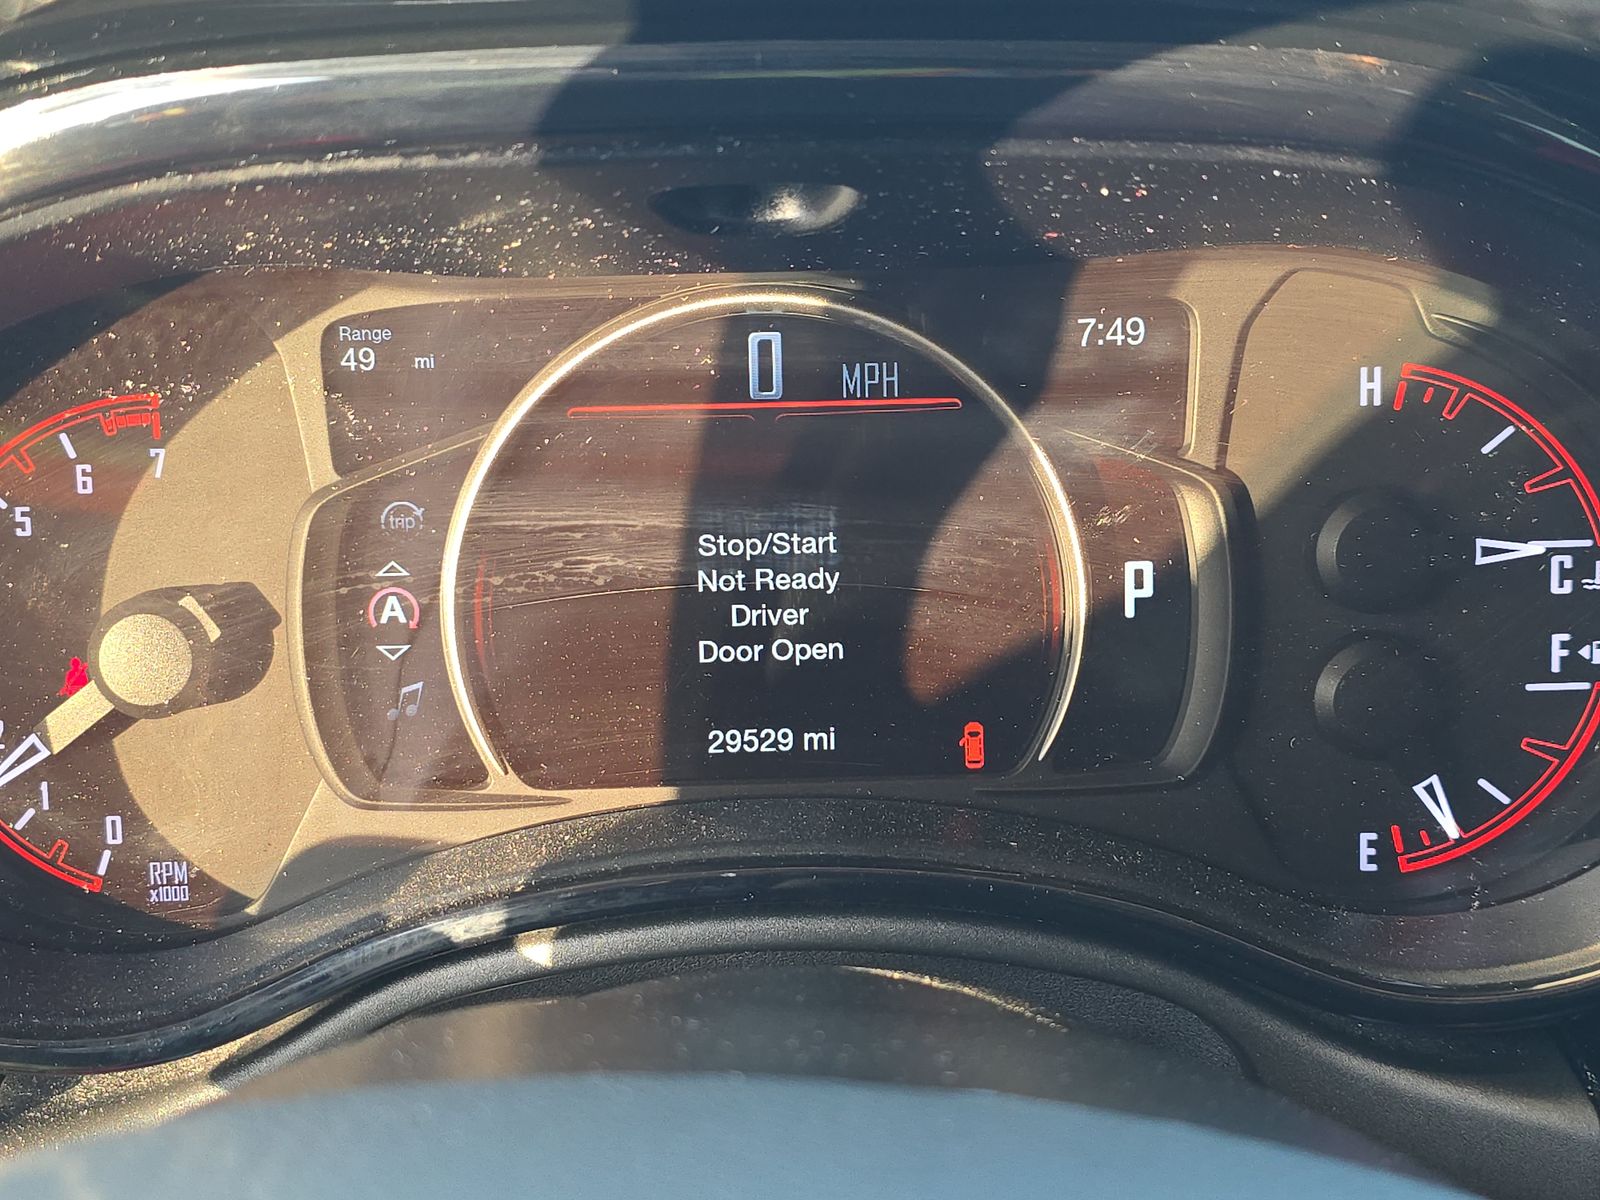 Range
49 mi
0 MPH
7:49
H
7
6
5
trip
A
Stop/Start
Not Ready
Driver
Door Open
P
C
F
29529 mi
1
0
E
RPM
x1000